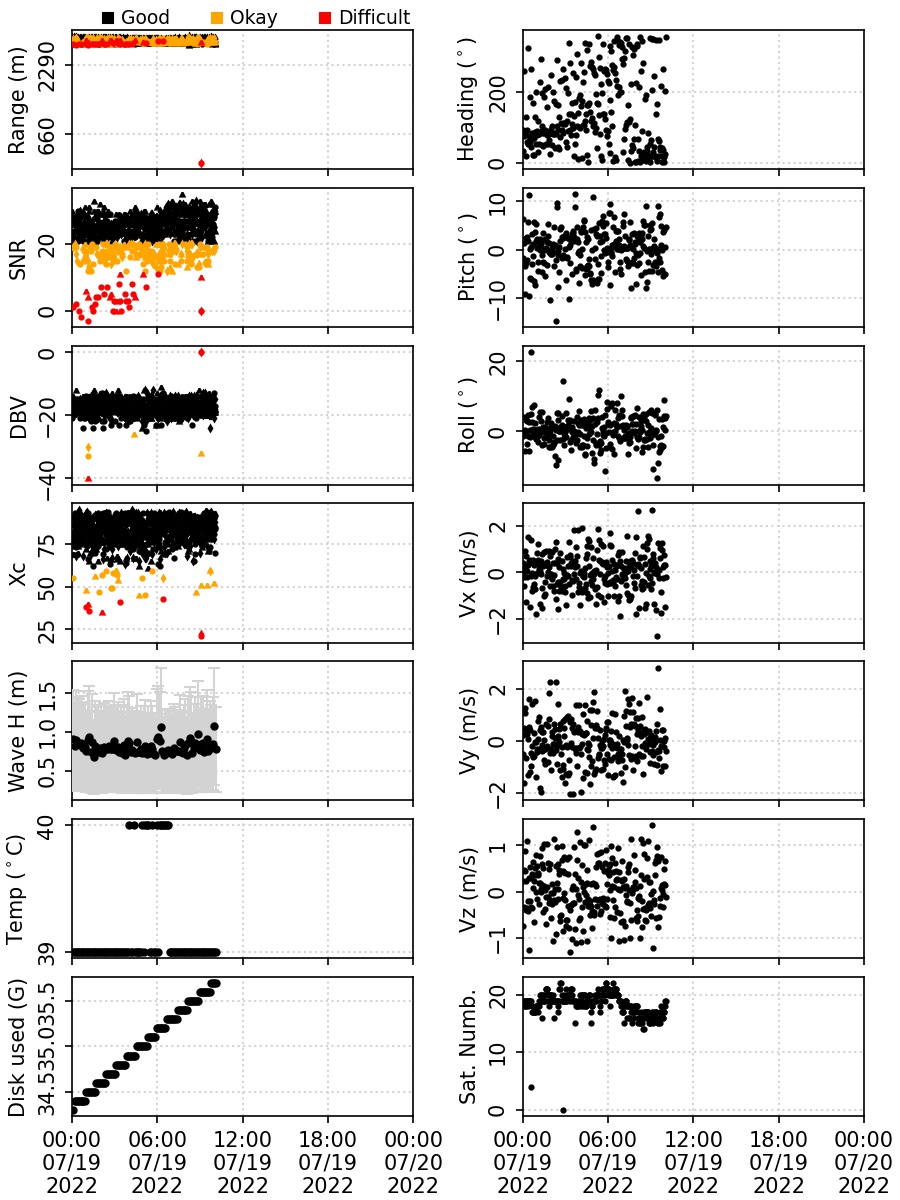 Good Okay Difficult
Range (m)
2290
660
Heading (°)
200
0
SNR
20
0
Pitch (°)
10
0
−10
DBV
0
−20
−40
Roll (°)
20
0
Xc
75
50
25
Vx (m/s)
2
0
−2
Wave H (m)
1.5
1.0
0.5
Vy (m/s)
2
0
−2
Temp (°C)
40
39
Vz (m/s)
1
0
−1
Disk used (G)
35.5
35.0
34.5
Sat. Numb.
20
10
0
00:00 06:00 12:00 18:00 00:00
07/19 07/19 07/19 07/19 07/20
2022 2022 2022 2022 2022
00:00 06:00 12:00 18:00 00:00
07/19 07/19 07/19 07/19 07/20
2022 2022 2022 2022 2022